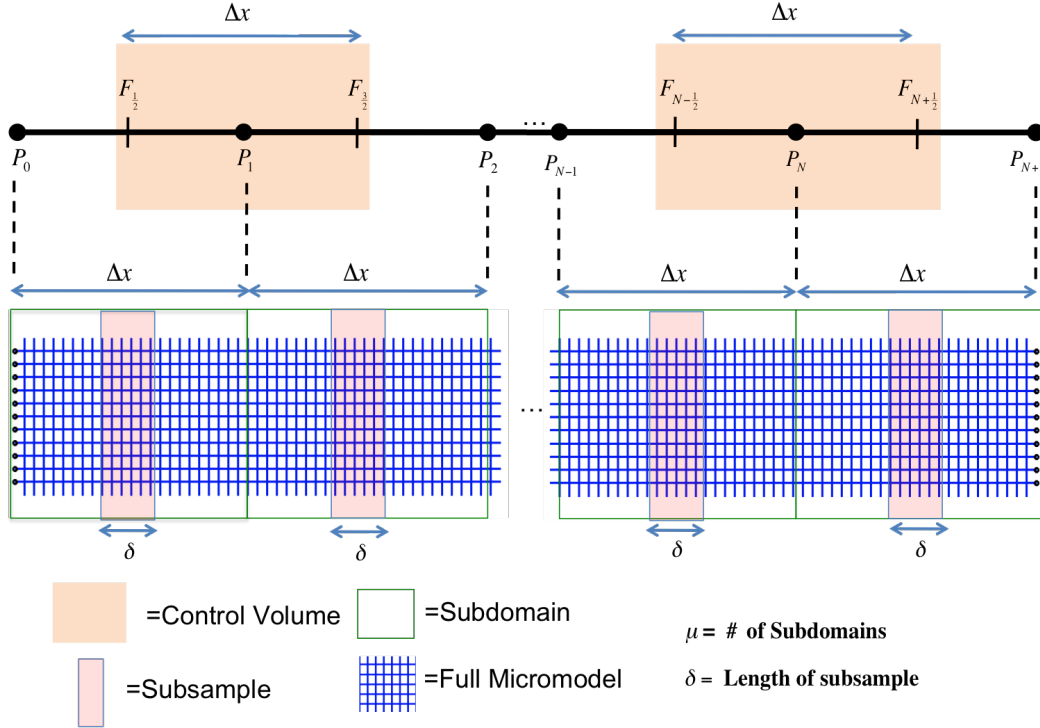 Δx Δx
F_{1/2} F_{3/2} F_{N-1/2} F_{N+1/2}
...
P_0 P_1 P_2 P_{N-1} P_N P_{N+
Δx Δx Δx Δx
...
δ δ δ δ
=Control Volume =Subdomain
μ = # of Subdomains
=Subsample =Full Micromodel
δ = Length of subsample